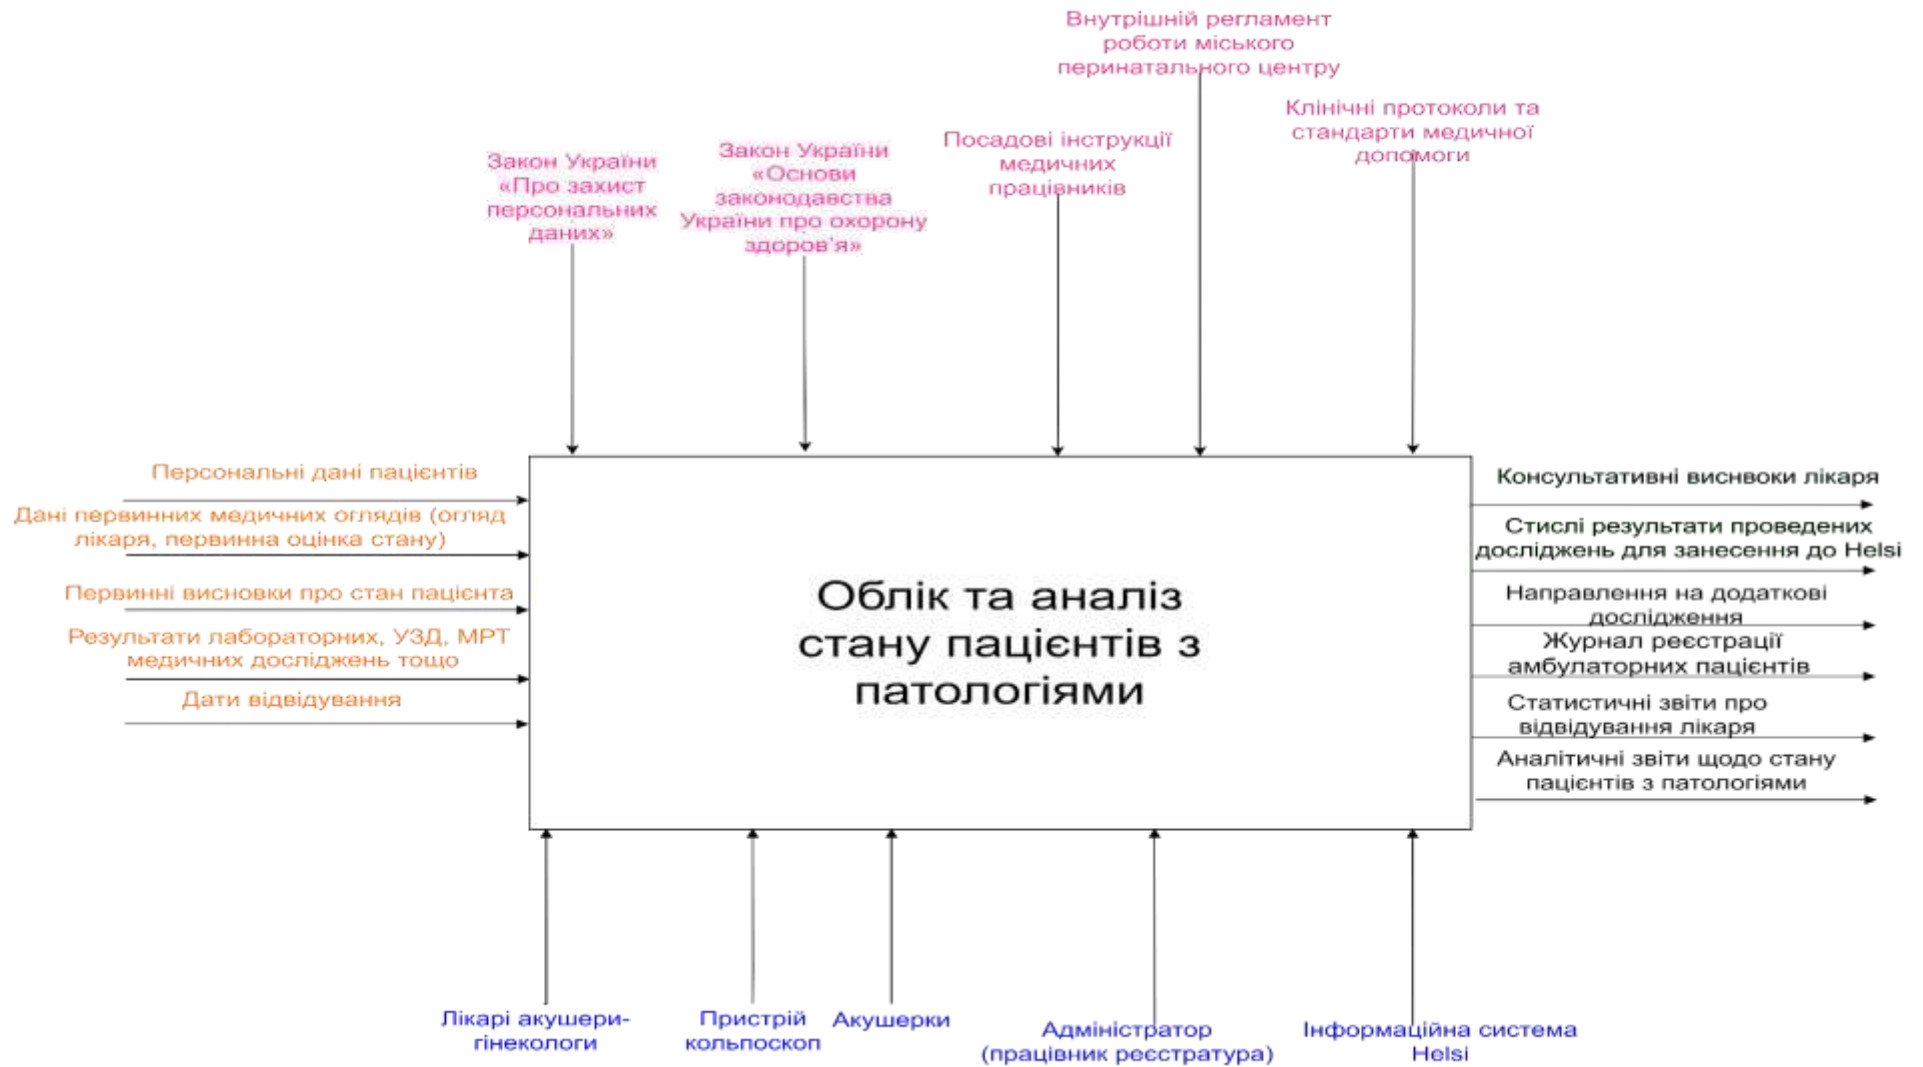 Внутрішній регламент
роботи міського
перинатального центру
Клінічні протоколи та
стандарти медичної
допомоги
Посадові інструкції
медичних
працівників
Закон України
«Основи
законодавства
України про охорону
здоров'я»
Закон України
«Про захист
персональних
даних»
Персональні дані пацієнтів
Дані первинних медичних оглядів (огляд
лікаря, первинна оцінка стану)
Первинні висновки про стан пацієнта
Результати лабораторних, УЗД, МРТ
медичних досліджень тощо
Дати відвідування
Облік та аналіз
стану пацієнтів з
патологіями
Консультативні виснвоки лікаря
Стислі результати проведених
досліджень для занесення до Helsi
Направлення на додаткові
дослідження
Журнал реєстрації
амбулаторних пацієнтів
Статистичні звіти про
відвідування лікаря
Аналітичні звіти щодо стану
пацієнтів з патологіями
Лікарі акушери-
гінекологи
Пристрій
кольпоскоп
Акушерки
Адміністратор
(працівник реєстратура)
Інформаційна система
Helsi